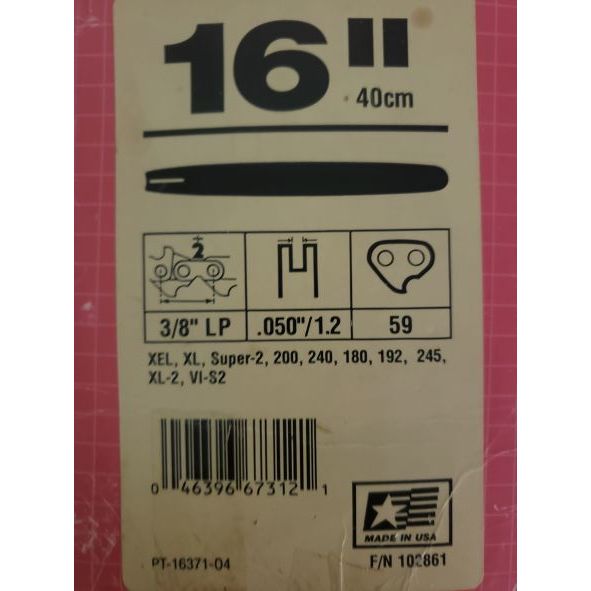 16"
40cm
2
3/8" LP .050"/1.2 59
XEL, XL, Super-2, 200, 240, 180, 192, 245,
XL-2, VI-S2
0 46396 67312 1
MADE IN USA
PT-16371-04 F/N 102861